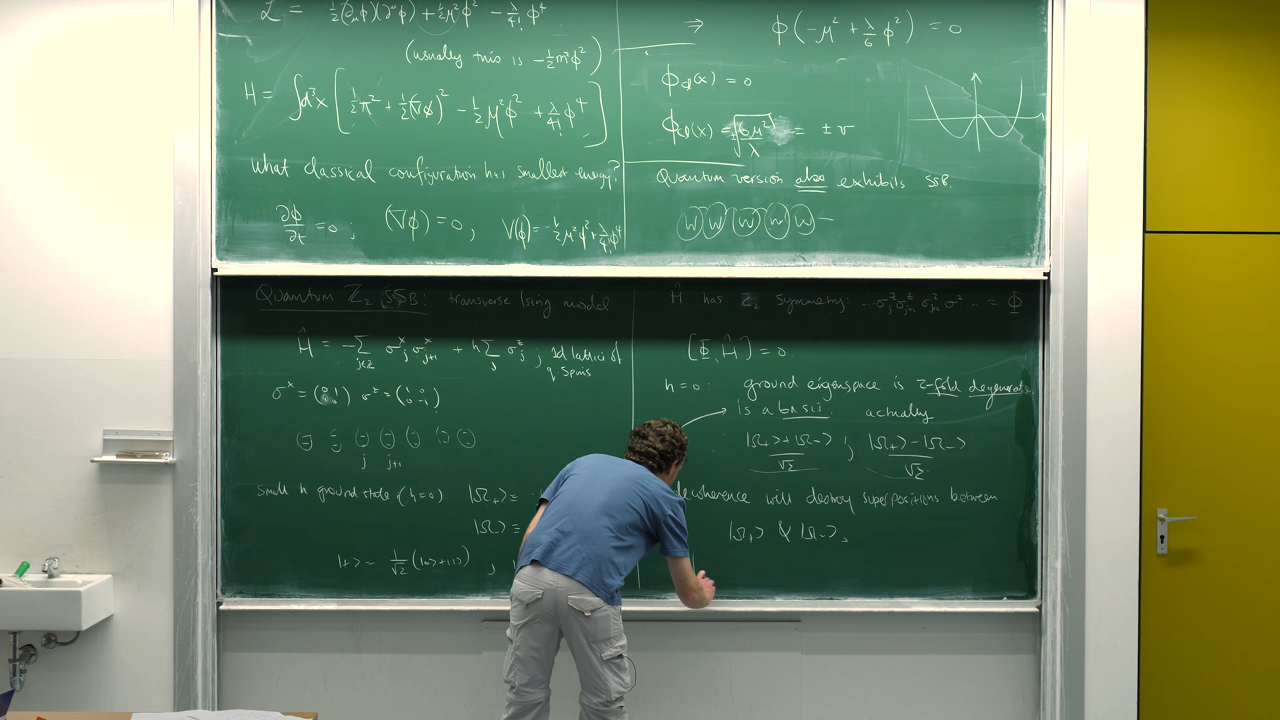 ℒ = ½(∂_μφ)(∂^μφ) + ½μ²φ² − λ/4! φ⁴
(usually this is −½m²φ²)
H = ∫d³x [½π² + ½(∇φ)² − ½μ²φ² + λ/4! φ⁴]
What classical configuration has smallest energy?
∂φ/∂t = 0 ; (∇φ) = 0 , V(φ) = −½μ²φ² + λ/4! φ⁴
⇒ φ(−μ² + λ/6 φ²) = 0
φ_cl(x) = 0
φ_cl(x) = ±√(6μ²/λ) = ±v
Quantum version also exhibits SSB.
Quantum ℤ₂ SSB: transverse Ising model
Ĥ = −∑_{j∈ℤ} σ^x_j σ^x_{j+1} + h∑_j σ^z_j ; 1d lattice of
q. Spins
σ^x = (0 1; 1 0) σ^z = (1 0; 0 −1)
j j+1
Small h ground state (h=0) |Ω₊> =
|Ω₋> =
|+> ~ 1/√2 (|0>+|1>) ,
Ĥ has ℤ₂ symmetry: ...σ^z_j σ^z_{j+1} σ^z_{j+2} σ^z... = Φ
[Φ, Ĥ] = 0
h=0: ground eigenspace is 2-fold degenerate
is a basis. actually
|Ω₊>+|Ω₋>/√2 ; |Ω₊>−|Ω₋>/√2
decoherence will destroy superpositions between
|Ω₊> & |Ω₋>.